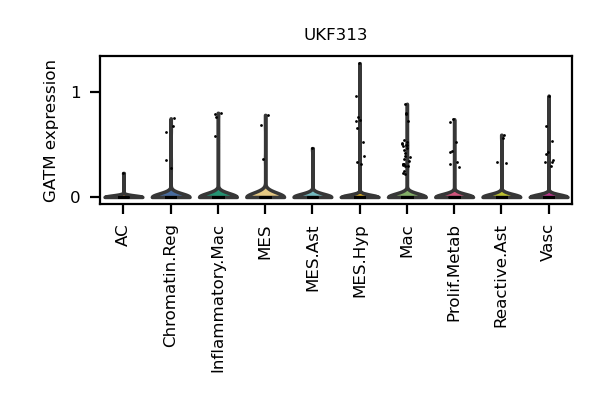 UKF313
GATM expression
1
0
AC
Chromatin.Reg
Inflammatory.Mac
MES
MES.Ast
MES.Hyp
Mac
Prolif.Metab
Reactive.Ast
Vasc